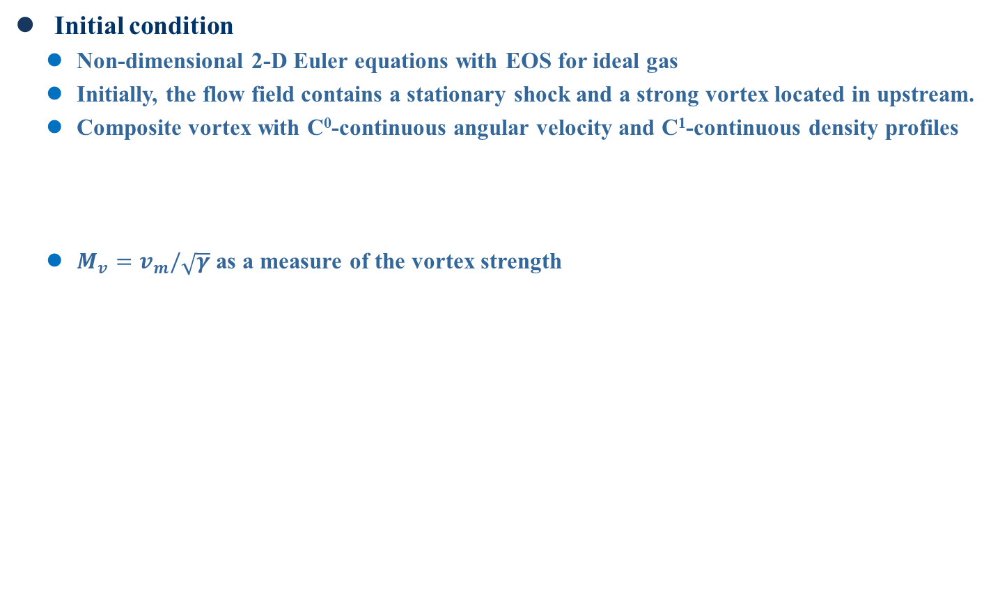 Initial condition
Non-dimensional 2-D Euler equations with EOS for ideal gas
Initially, the flow field contains a stationary shock and a strong vortex located in upstream.
Composite vortex with C⁰-continuous angular velocity and C¹-continuous density profiles
𝑴ᵥ = 𝒗ₘ/√γ as a measure of the vortex strength